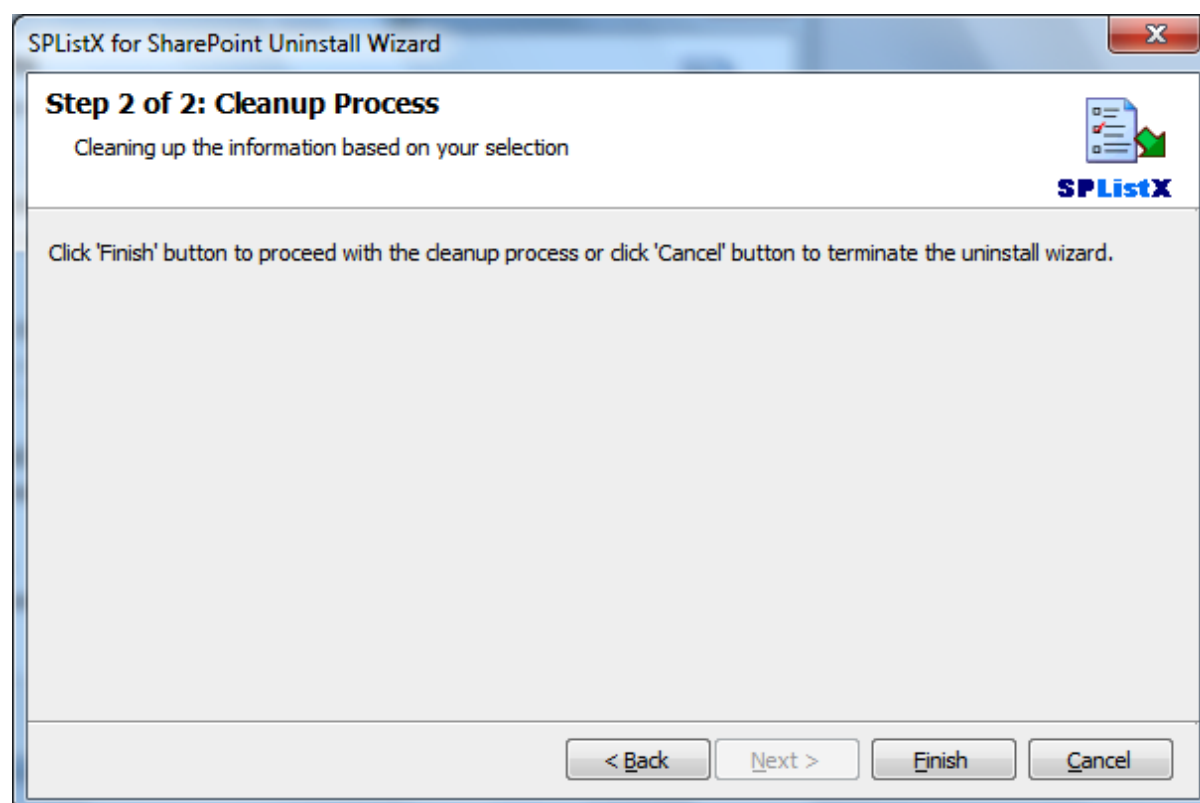 SPListX for SharePoint Uninstall Wizard
Step 2 of 2: Cleanup Process
Cleaning up the information based on your selection
SPListX
Click 'Finish' button to proceed with the cleanup process or click 'Cancel' button to terminate the uninstall wizard.
< Back Next > Finish Cancel